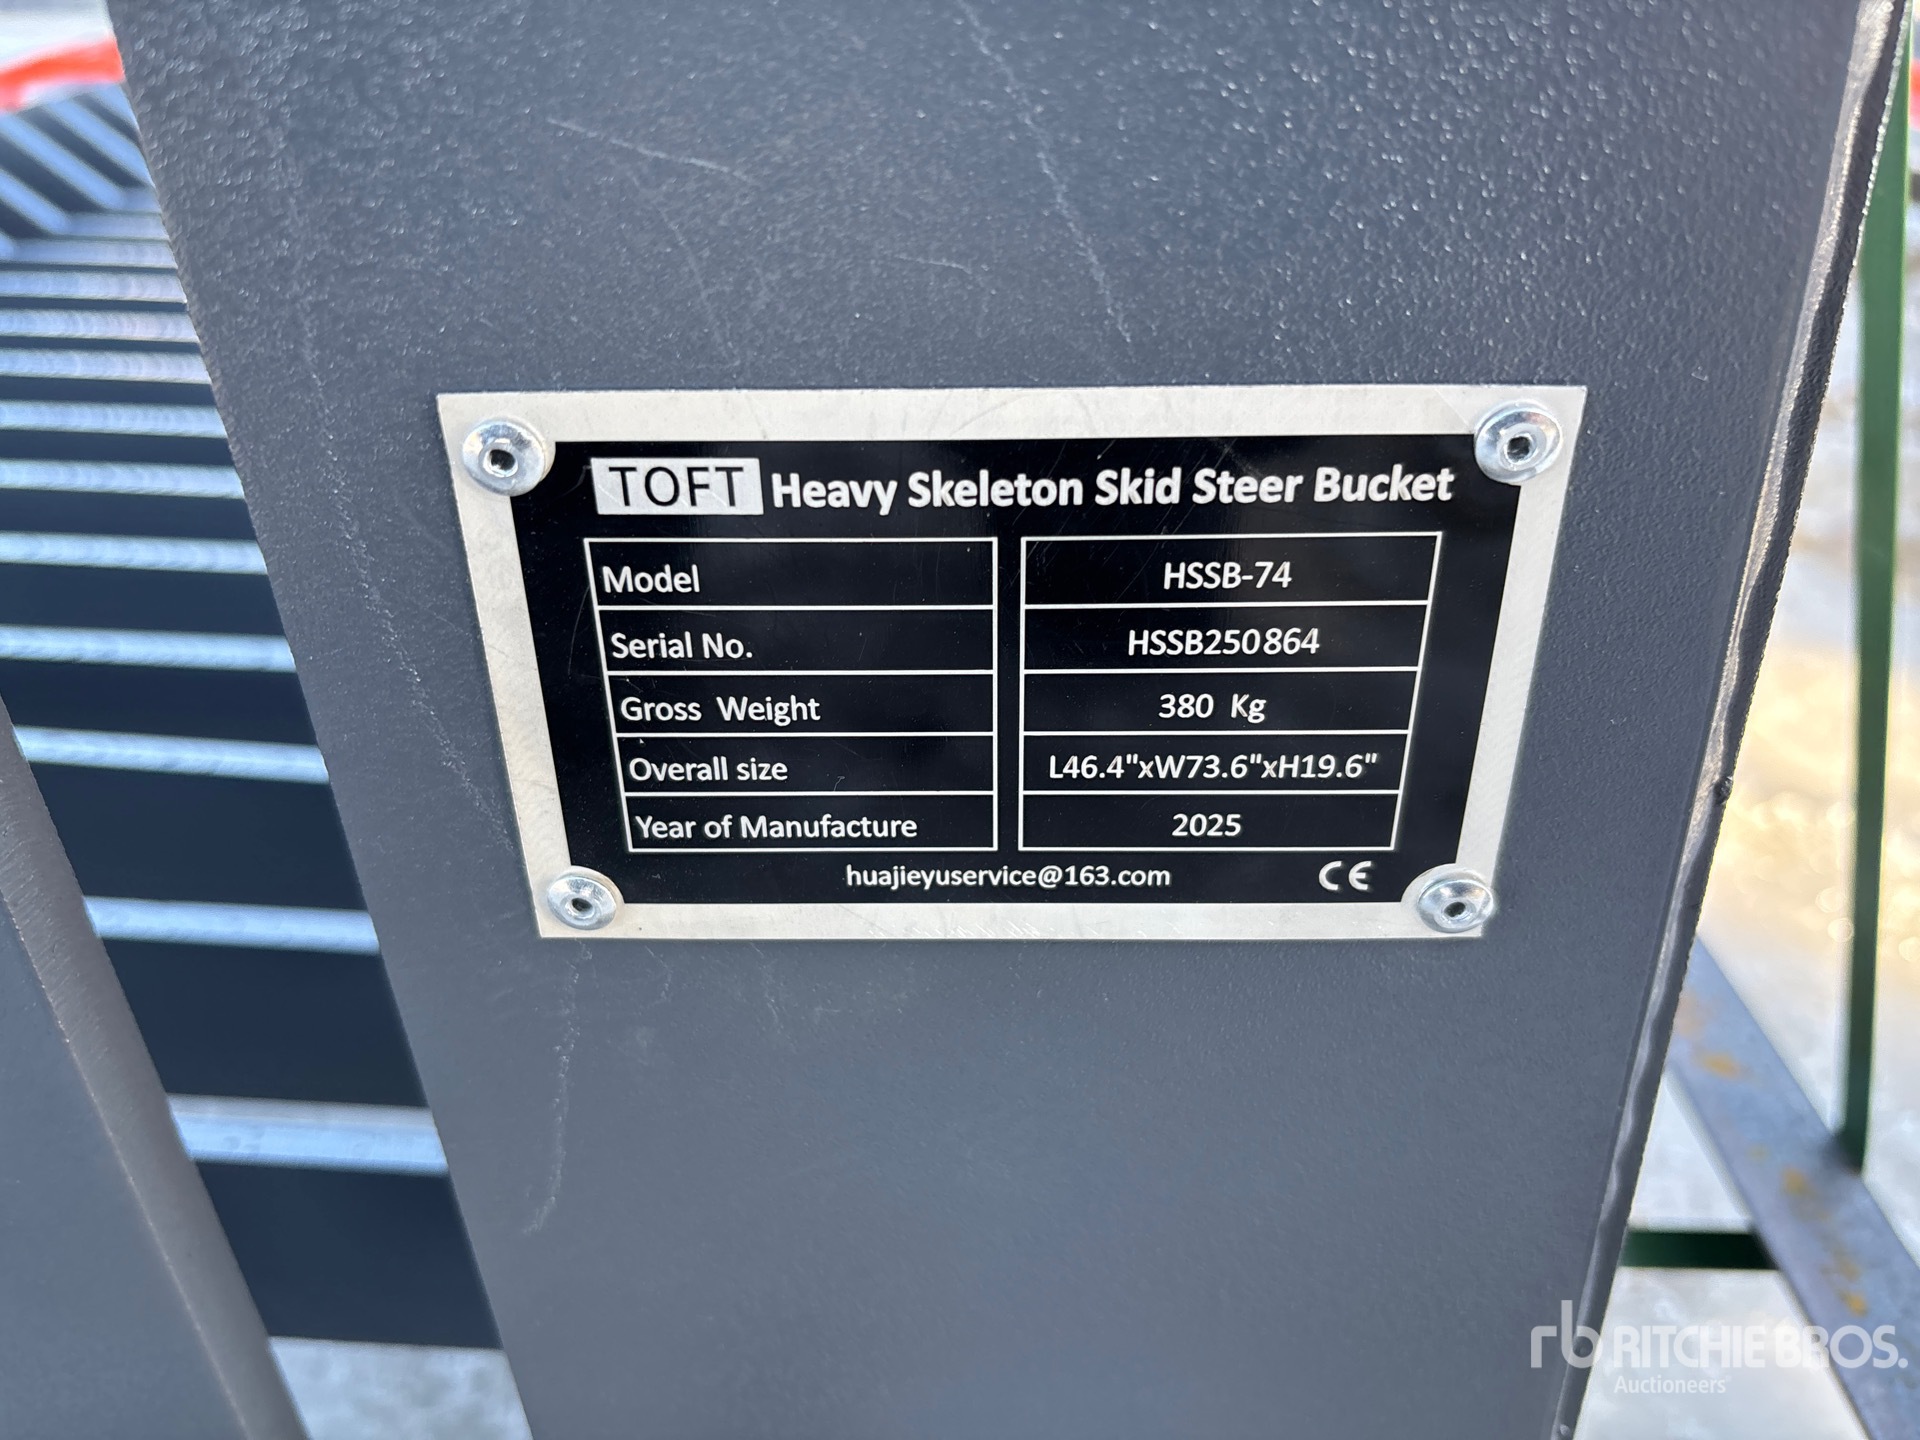 TOFT Heavy Skeleton Skid Steer Bucket
Model HSSB-74
Serial No. HSSB250864
Gross Weight 380 Kg
Overall size L46.4"xW73.6"xH19.6"
Year of Manufacture 2025
huajieyuservice@163.com CE
rb RITCHIE BROS.
Auctioneers